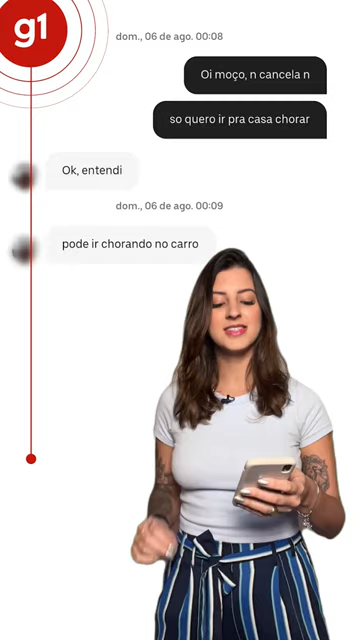 g1
dom., 06 de ago. 00:08
Oi moço, n cancela n
so quero ir pra casa chorar
Ok, entendi
dom., 06 de ago. 00:09
pode ir chorando no carro